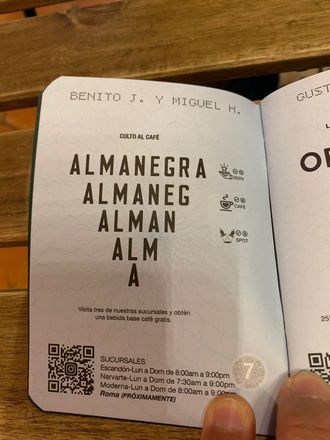 BENITO J. Y MIGUEL H.
CULTO AL CAFÉ
ALMANEGRA
ALMANEG
ALMAN
ALM
A
SERV
CAFÉ
SPOT
Visita tres de nuestras sucursales y obtén
una bebida base café gratis.
SUCURSALES
Escandón-Lun a Dom de 8:00am a 9:00pm
Narvarte-Lun a Dom de 7:30am a 9:00pm
Moderna-Lun a Dom de 8:00am a 9:00pm
Roma (PRÓXIMAMENTE)
7
GUST